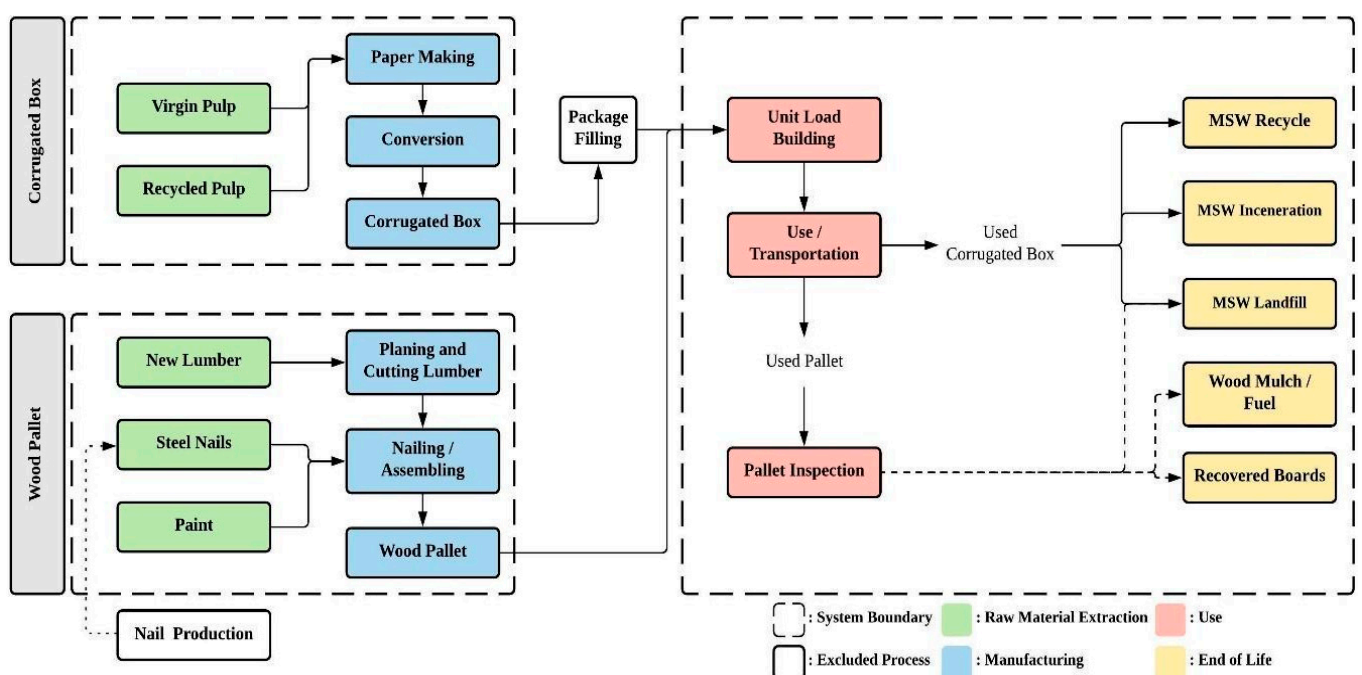 Corrugated Box
Virgin Pulp
Recycled Pulp
Paper Making
Conversion
Corrugated Box
Package
Filling
Wood Pallet
New Lumber
Steel Nails
Paint
Planing and
Cutting Lumber
Nailing /
Assembling
Wood Pallet
Nail Production
Unit Load
Building
Use /
Transportation
Used
Corrugated Box
Used Pallet
Pallet Inspection
MSW Recycle
MSW Inceneration
MSW Landfill
Wood Mulch /
Fuel
Recovered Boards
: System Boundary
: Raw Material Extraction
: Use
: Excluded Process
: Manufacturing
: End of Life